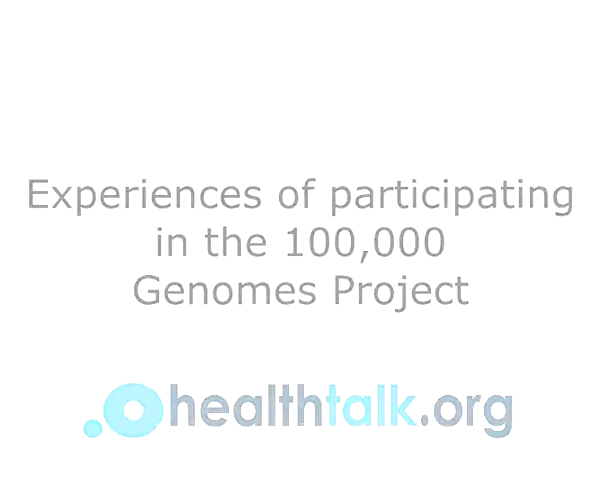 Experiences of participating
in the 100,000
Genomes Project
healthtalk.org